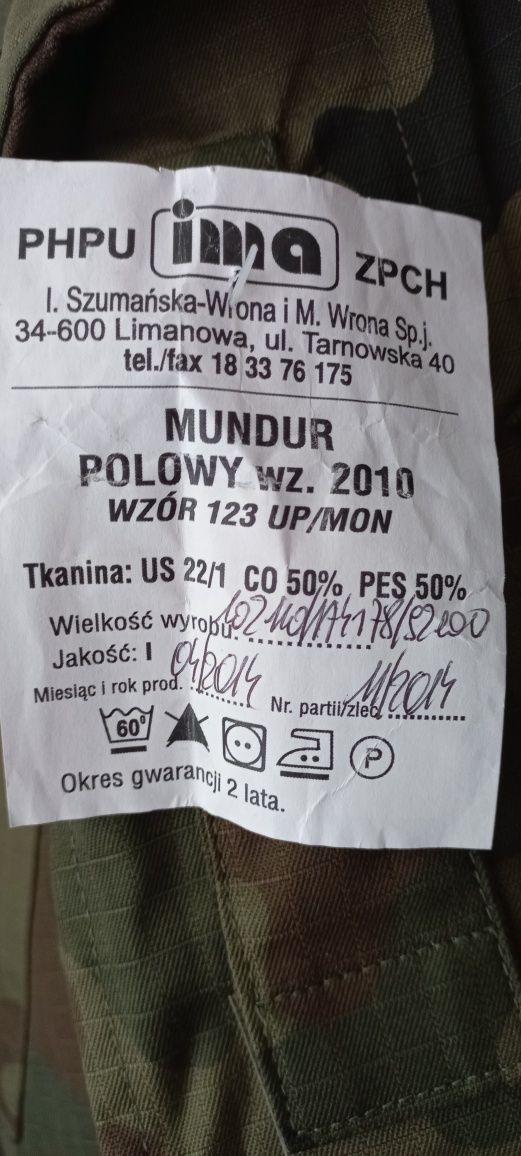 PHPU ima ZPCH
I. Szumańska-Wrona i M. Wrona Sp.j.
34-600 Limanowa, ul. Tarnowska 40
tel./fax 18 33 76 175
MUNDUR
POLOWY wz. 2010
WZÓR 123 UP/MON
Tkanina: US 22/1 CO 50% PES 50%
Wielkość wyrobu:
Jakość: I
Miesiąc i rok prod. 04/2014 Nr. partii/zlec. 11/2014
60°
P
Okres gwarancji 2 lata.